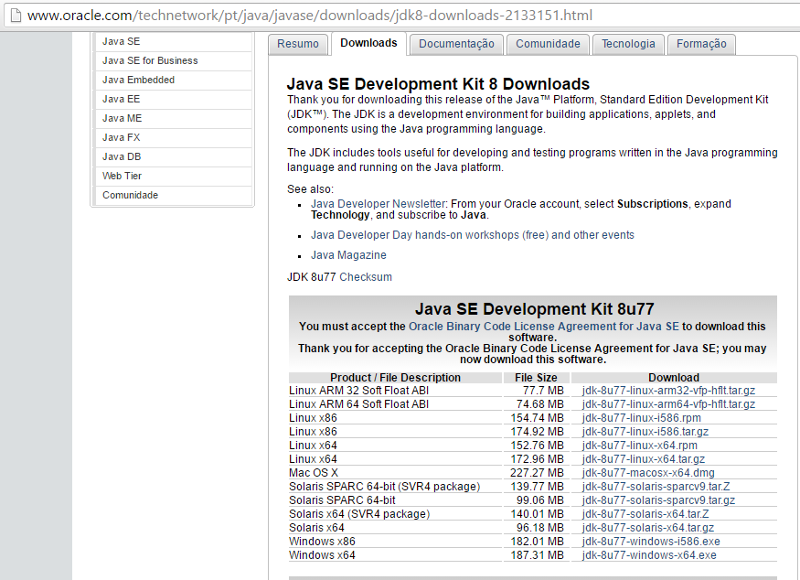 www.oracle.com/technetwork/pt/java/javase/downloads/jdk8-downloads-2133151.html
Java SE
Java SE for Business
Java Embedded
Java EE
Java ME
Java FX
Java DB
Web Tier
Comunidade
Resumo Downloads Documentação Comunidade Tecnologia Formação
Java SE Development Kit 8 Downloads
Thank you for downloading this release of the Java™ Platform, Standard Edition Development Kit
(JDK™). The JDK is a development environment for building applications, applets, and
components using the Java programming language.
The JDK includes tools useful for developing and testing programs written in the Java programming
language and running on the Java platform.
See also:
Java Developer Newsletter: From your Oracle account, select Subscriptions, expand
Technology, and subscribe to Java.
Java Developer Day hands-on workshops (free) and other events
Java Magazine
JDK 8u77 Checksum
Java SE Development Kit 8u77
You must accept the Oracle Binary Code License Agreement for Java SE to download this
software.
Thank you for accepting the Oracle Binary Code License Agreement for Java SE; you may
now download this software.
Product / File Description File Size Download
Linux ARM 32 Soft Float ABI 77.7 MB jdk-8u77-linux-arm32-vfp-hflt.tar.gz
Linux ARM 64 Soft Float ABI 74.68 MB jdk-8u77-linux-arm64-vfp-hflt.tar.gz
Linux x86 154.74 MB jdk-8u77-linux-i586.rpm
Linux x86 174.92 MB jdk-8u77-linux-i586.tar.gz
Linux x64 152.76 MB jdk-8u77-linux-x64.rpm
Linux x64 172.96 MB jdk-8u77-linux-x64.tar.gz
Mac OS X 227.27 MB jdk-8u77-macosx-x64.dmg
Solaris SPARC 64-bit (SVR4 package) 139.77 MB jdk-8u77-solaris-sparcv9.tar.Z
Solaris SPARC 64-bit 99.06 MB jdk-8u77-solaris-sparcv9.tar.gz
Solaris x64 (SVR4 package) 140.01 MB jdk-8u77-solaris-x64.tar.Z
Solaris x64 96.18 MB jdk-8u77-solaris-x64.tar.gz
Windows x86 182.01 MB jdk-8u77-windows-i586.exe
Windows x64 187.31 MB jdk-8u77-windows-x64.exe